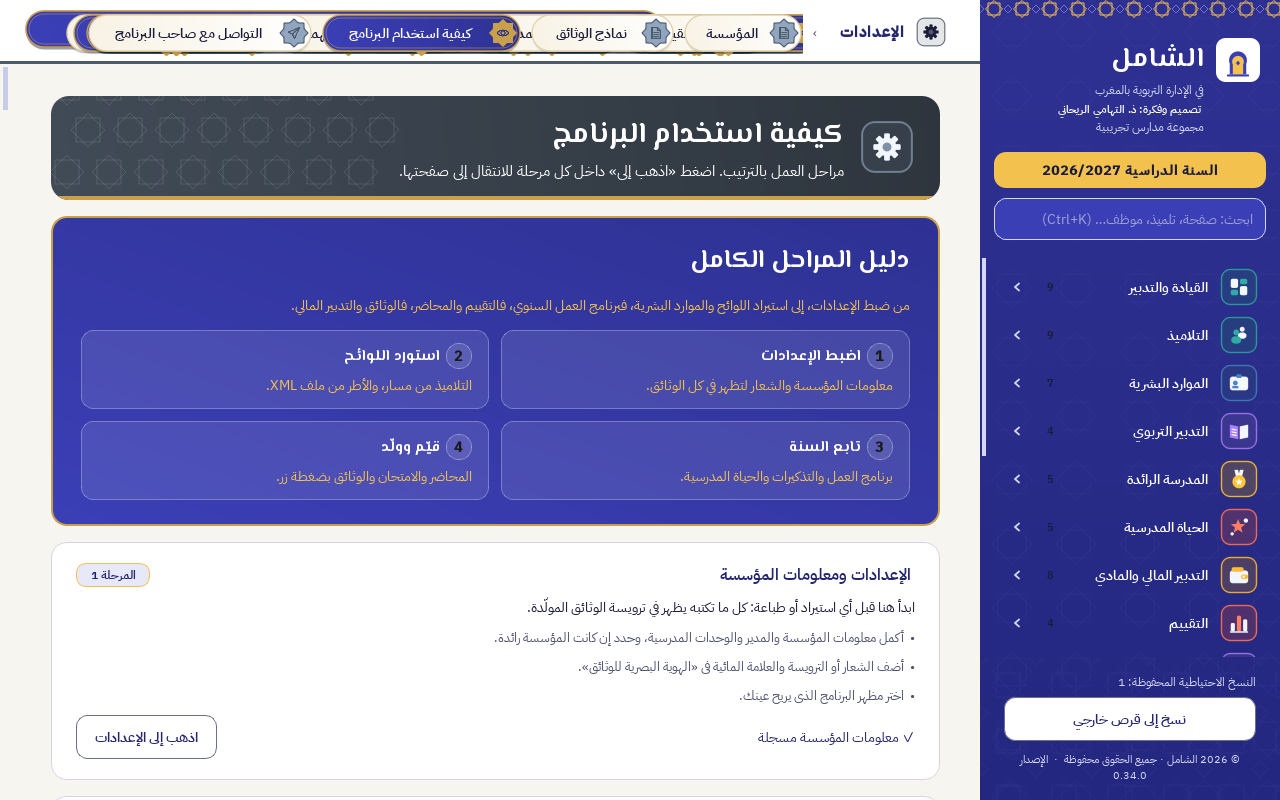 الشامل
في الإدارة التربوية بالمغرب
تصميم وفكرة: ذ. التهامي الريحاني
مجموعة مدارس تجريبية
السنة الدراسية 2026/2027
ابحث: صفحة، تلميذ، موظف... (Ctrl+K)
القيادة والتدبير 9
التلاميذ 9
الموارد البشرية 7
التدبير التربوي 4
المدرسة الرائدة 5
الحياة المدرسية 5
التدبير المالي والمادي 8
التقييم 4
النسخ الاحتياطية المحفوظة: 1
نسخ إلى قرص خارجي
© 2026 الشامل · جميع الحقوق محفوظة · الإصدار
0.34.0
الإعدادات ‹
المؤسسة
نماذج الوثائق
كيفية استخدام البرنامج
التواصل مع صاحب البرنامج
كيفية استخدام البرنامج
مراحل العمل بالترتيب. اضغط «اذهب إلى» داخل كل مرحلة للانتقال إلى صفحتها.
دليل المراحل الكامل
من ضبط الإعدادات، إلى استيراد اللوائح والموارد البشرية، فبرنامج العمل السنوي، فالتقييم والمحاضر، فالوثائق والتدبير المالي.
1 اضبط الإعدادات
معلومات المؤسسة والشعار لتظهر في كل الوثائق.
2 استورد اللوائح
التلاميذ من مسار، والأطر من ملف XML.
3 تابع السنة
برنامج العمل والتذكيرات والحياة المدرسية.
4 قيّم وولّد
المحاضر والامتحان والوثائق بضغطة زر.
الإعدادات ومعلومات المؤسسة
المرحلة 1
ابدأ هنا قبل أي استيراد أو طباعة: كل ما تكتبه يظهر في ترويسة الوثائق المولّدة.
• أكمل معلومات المؤسسة والمدير والوحدات المدرسية، وحدد إن كانت المؤسسة رائدة.
• أضف الشعار أو الترويسة والعلامة المائية في «الهوية البصرية للوثائق».
• اختر مظهر البرنامج الذي يريح عينك.
✓ معلومات المؤسسة مسجلة
اذهب إلى الإعدادات